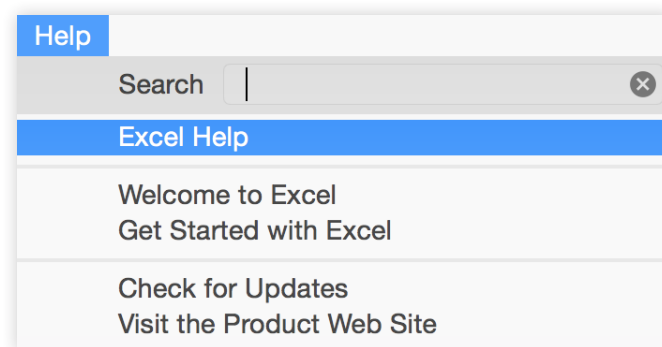 Help
Search
Excel Help
Welcome to Excel
Get Started with Excel
Check for Updates
Visit the Product Web Site